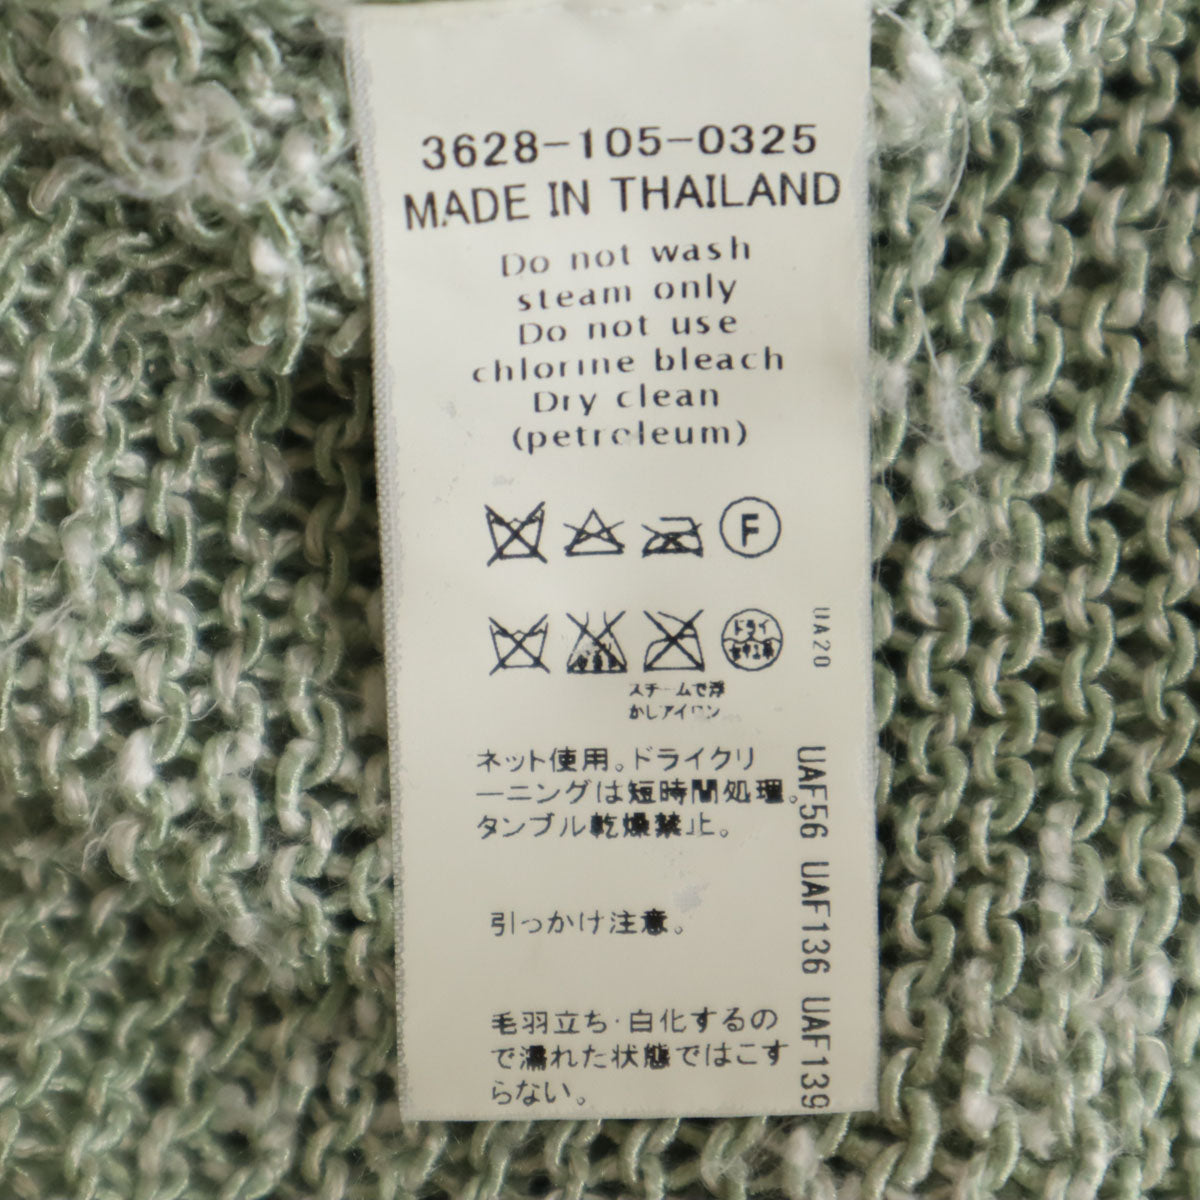 3628-105-0325
MADE IN THAILAND
Do not wash
steam only
Do not use
chlorine bleach
Dry clean
(petroleum)
F
ドライ
UA20
スチームで浮
かしアイロン
ネット使用。ドライクリ
ーニングは短時間処理。
タンブル乾燥禁止。
引っかけ注意。
毛羽立ち・白化するの
で濡れた状態ではこす
らない。
UAF56 UAF136 UAF139